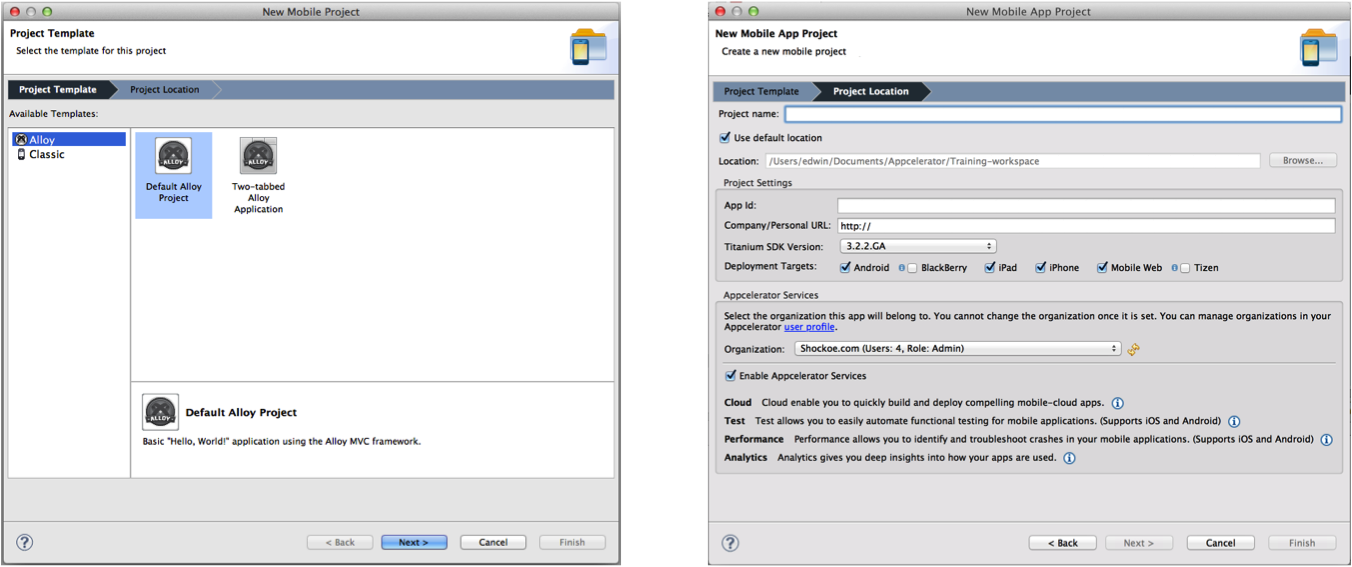 New Mobile Project
Project Template
Select the template for this project
Project Template Project Location
Available Templates:
Alloy
Classic
ALLOY ALLOY
Default Alloy Project
Two-tabbed Alloy Application
ALLOY
Default Alloy Project
Basic "Hello, World!" application using the Alloy MVC framework.
? < Back Next > Cancel Finish
New Mobile App Project
New Mobile App Project
Create a new mobile project
Project Template Project Location
Project name:
Use default location
Location: /Users/edwin/Documents/Appcelerator/Training-workspace Browse...
Project Settings
App Id:
Company/Personal URL: http://
Titanium SDK Version: 3.2.2.GA
Deployment Targets: Android BlackBerry iPad iPhone Mobile Web Tizen
Appcelerator Services
Select the organization this app will belong to. You cannot change the organization once it is set. You can manage organizations in your
Appcelerator user profile.
Organization: Shockoe.com (Users: 4, Role: Admin)
Enable Appcelerator Services
Cloud Cloud enable you to quickly build and deploy compelling mobile-cloud apps.
Test Test allows you to easily automate functional testing for mobile applications. (Supports iOS and Android)
Performance Performance allows you to identify and troubleshoot crashes in your mobile applications. (Supports iOS and Android)
Analytics Analytics gives you deep insights into how your apps are used.
? < Back Next > Cancel Finish